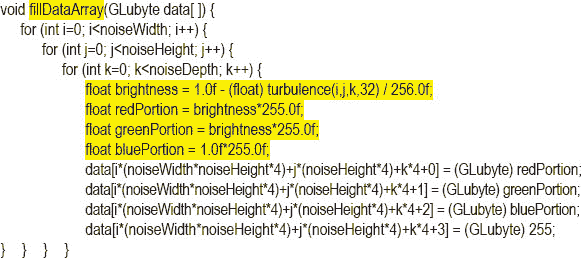 void fillDataArray(GLubyte data[ ]) {
for (int i=0; i<noiseWidth; i++) {
for (int j=0; j<noiseHeight; j++) {
for (int k=0; k<noiseDepth; k++) {
float brightness = 1.0f - (float) turbulence(i,j,k,32) / 256.0f;
float redPortion = brightness*255.0f;
float greenPortion = brightness*255.0f;
float bluePortion = 1.0f*255.0f;
data[i*(noiseWidth*noiseHeight*4)+j*(noiseHeight*4)+k*4+0] = (GLubyte) redPortion;
data[i*(noiseWidth*noiseHeight*4)+j*(noiseHeight*4)+k*4+1] = (GLubyte) greenPortion;
data[i*(noiseWidth*noiseHeight*4)+j*(noiseHeight*4)+k*4+2] = (GLubyte) bluePortion;
data[i*(noiseWidth*noiseHeight*4)+j*(noiseHeight*4)+k*4+3] = (GLubyte) 255;
} } } }